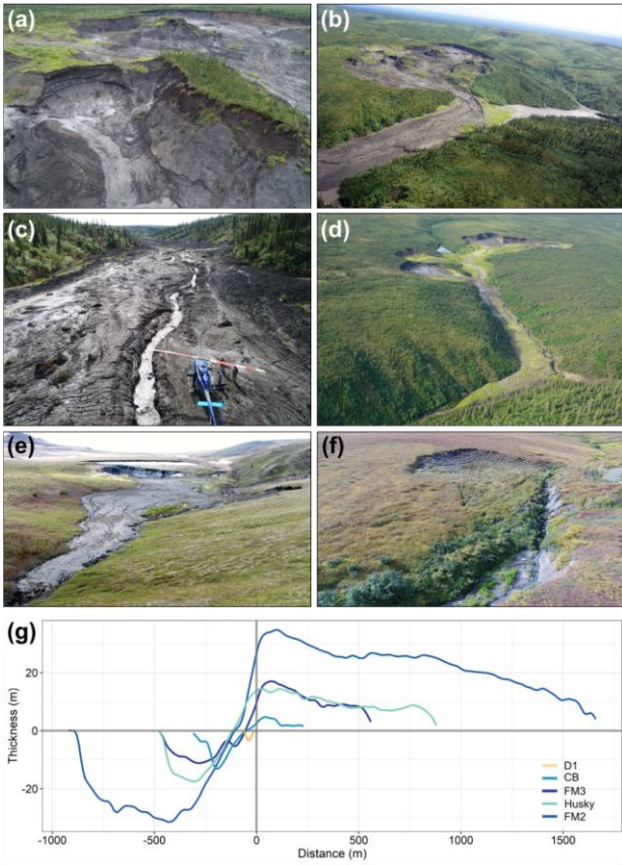 (a)
(b)
(c)
(d)
(e)
(f)
(g)
Thickness (m)
20
0
-20
D1
CB
FM3
Husky
FM2
-1000
-500
0
500
1000
1500
Distance (m)